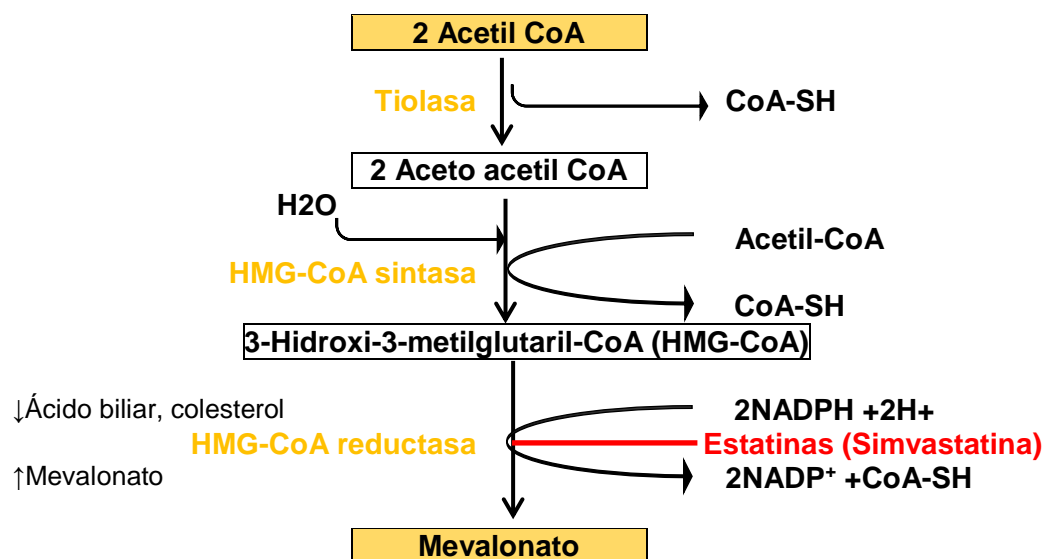 2 Acetil CoA
Tiolasa
CoA-SH
2 Aceto acetil CoA
H2O
Acetil-CoA
HMG-CoA sintasa
CoA-SH
3-Hidroxi-3-metilglutaril-CoA (HMG-CoA)
↓Ácido biliar, colesterol
2NADPH +2H+
HMG-CoA reductasa
Estatinas (Simvastatina)
↑Mevalonato
2NADP⁺ +CoA-SH
Mevalonato